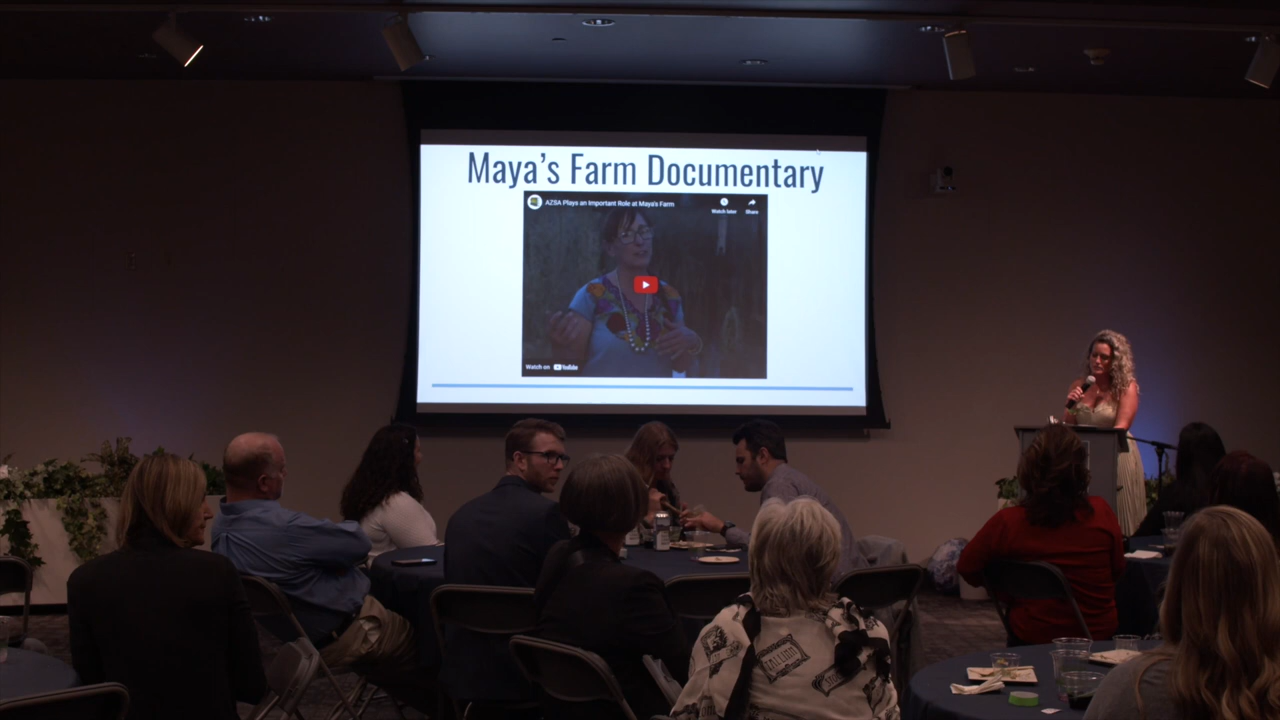 Maya's Farm Documentary
AZSA Plays an Important Role at Maya's Farm
Watch later
Share
Watch on YouTube